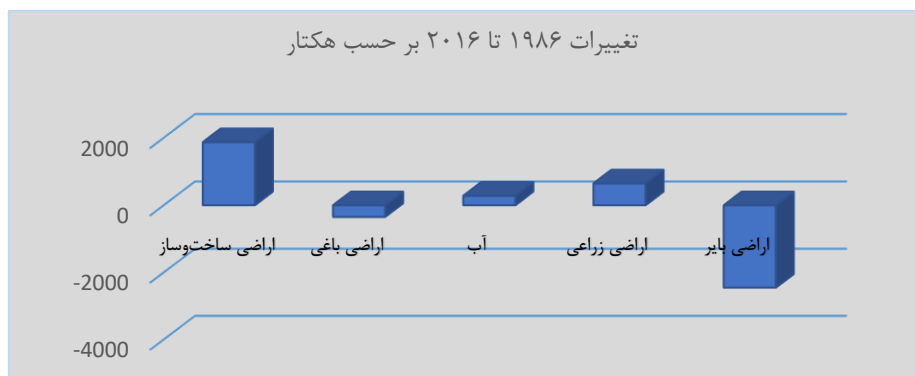 تغییرات ۱۹۸۶ تا ۲۰۱۶ بر حسب هکتار
2000
0
-2000
-4000
اراضی ساخت‌وساز
اراضی باغی
آب
اراضی زراعی
اراضی بایر